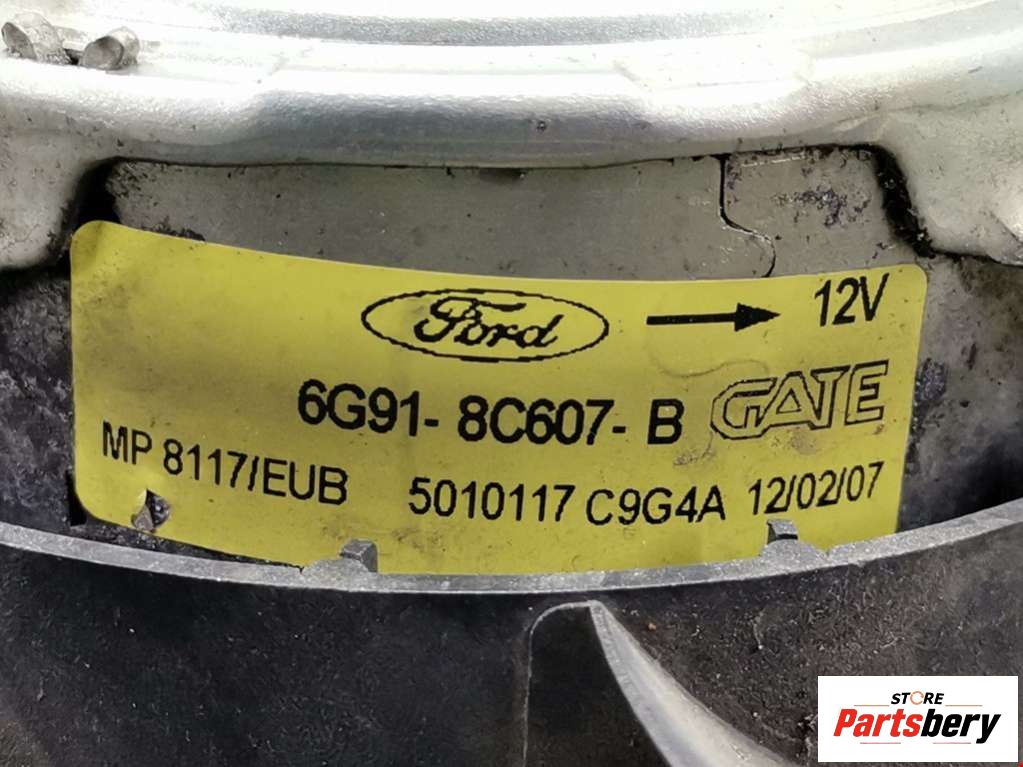 Ford 12V
6G91- 8C607- B GATE
MP 8117/EUB 5010117 C9G4A 12/02/07
STORE
Partsbery